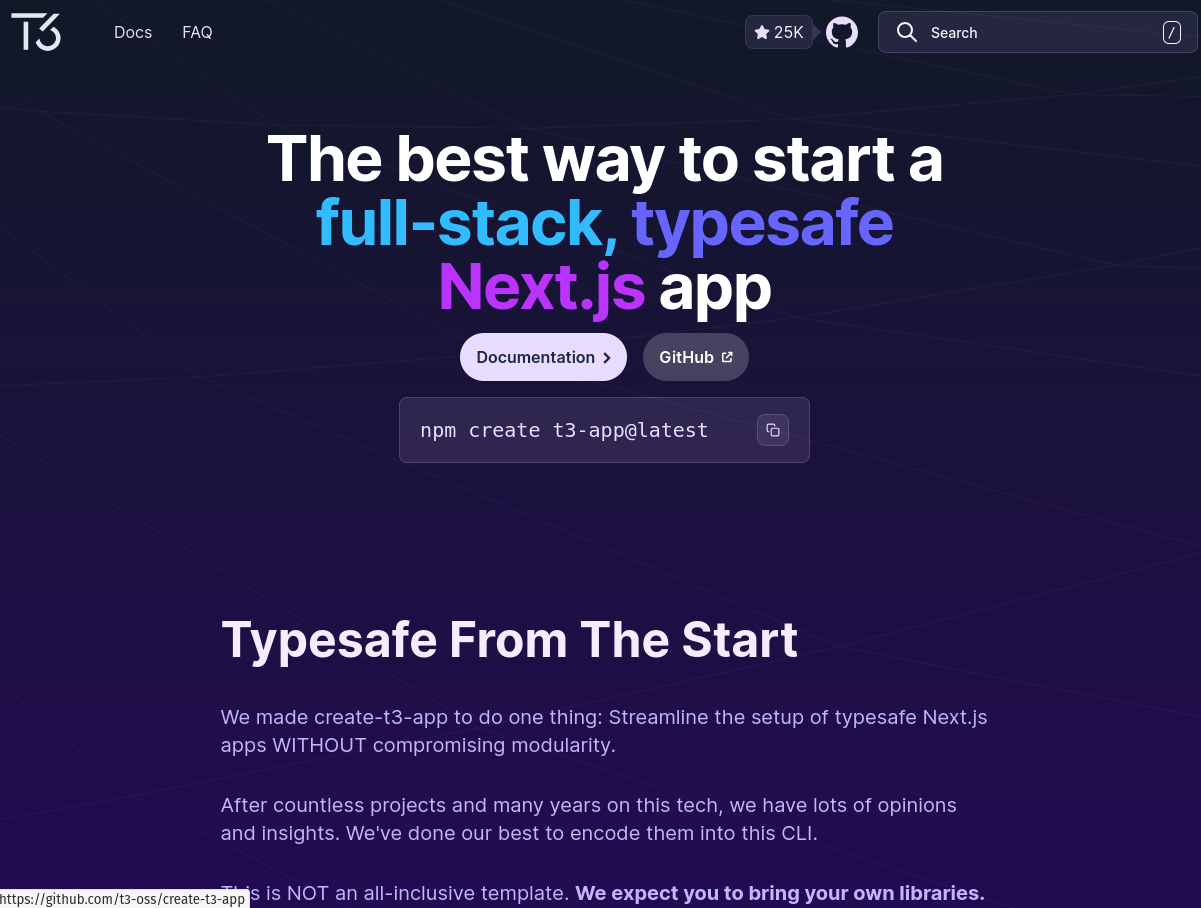 T3
Docs
FAQ
25K
Search
/
The best way to start a
full-stack, typesafe
Next.js app
Documentation
GitHub
npm create t3-app@latest
Typesafe From The Start
We made create-t3-app to do one thing: Streamline the setup of typesafe Next.js
apps WITHOUT compromising modularity.
After countless projects and many years on this tech, we have lots of opinions
and insights. We've done our best to encode them into this CLI.
This is NOT an all-inclusive template. We expect you to bring your own libraries.
https://github.com/t3-oss/create-t3-app